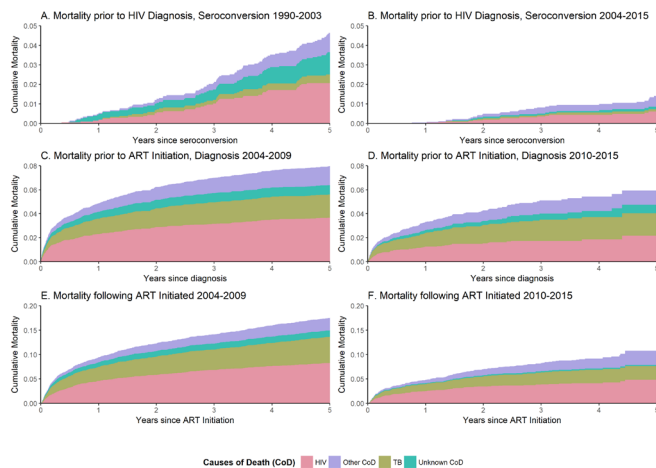 A. Mortality prior to HIV Diagnosis, Seroconversion 1990-2003
Cumulative Mortality
0.05
0.04
0.03
0.02
0.01
0.00
0 1 2 3 4 5
Years since seroconversion
B. Mortality prior to HIV Diagnosis, Seroconversion 2004-2015
Cumulative Mortality
0.05
0.04
0.03
0.02
0.01
0.00
0 1 2 3 4 5
Years since seroconversion
C. Mortality prior to ART Initiation, Diagnosis 2004-2009
Cumulative Mortality
0.08
0.06
0.04
0.02
0.00
0 1 2 3 4 5
Years since diagnosis
D. Mortality prior to ART Initiation, Diagnosis 2010-2015
Cumulative Mortality
0.08
0.06
0.04
0.02
0.00
0 1 2 3 4 5
Years since diagnosis
E. Mortality following ART Initiated 2004-2009
Cumulative Mortality
0.20
0.15
0.10
0.05
0.00
0 1 2 3 4 5
Years since ART Initiation
F. Mortality following ART Initiated 2010-2015
Cumulative Mortality
0.20
0.15
0.10
0.05
0.00
0 1 2 3 4 5
Years since ART Initiation
Causes of Death (CoD) HIV Other CoD TB Unknown CoD